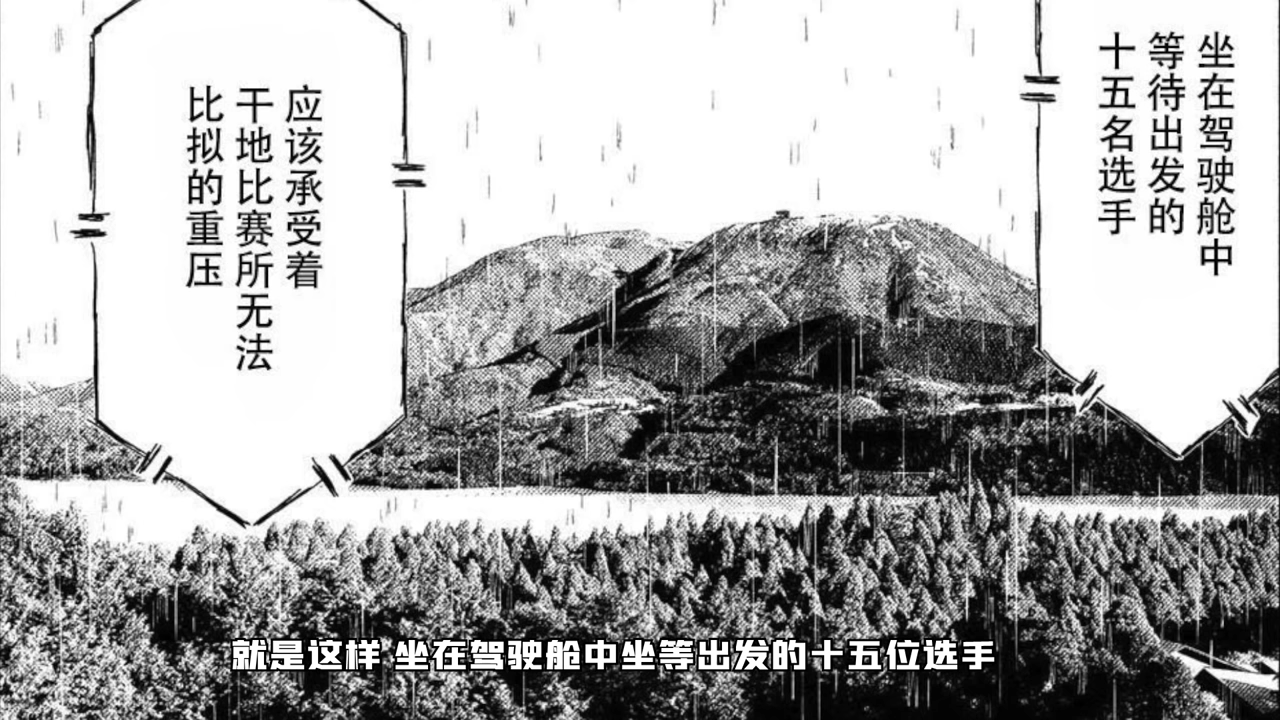 坐在驾驶舱中
等待出发的
十五名选手
应该承受着
干地比赛所无法
比拟的重压
就是这样 坐在驾驶舱中坐等出发的十五位选手